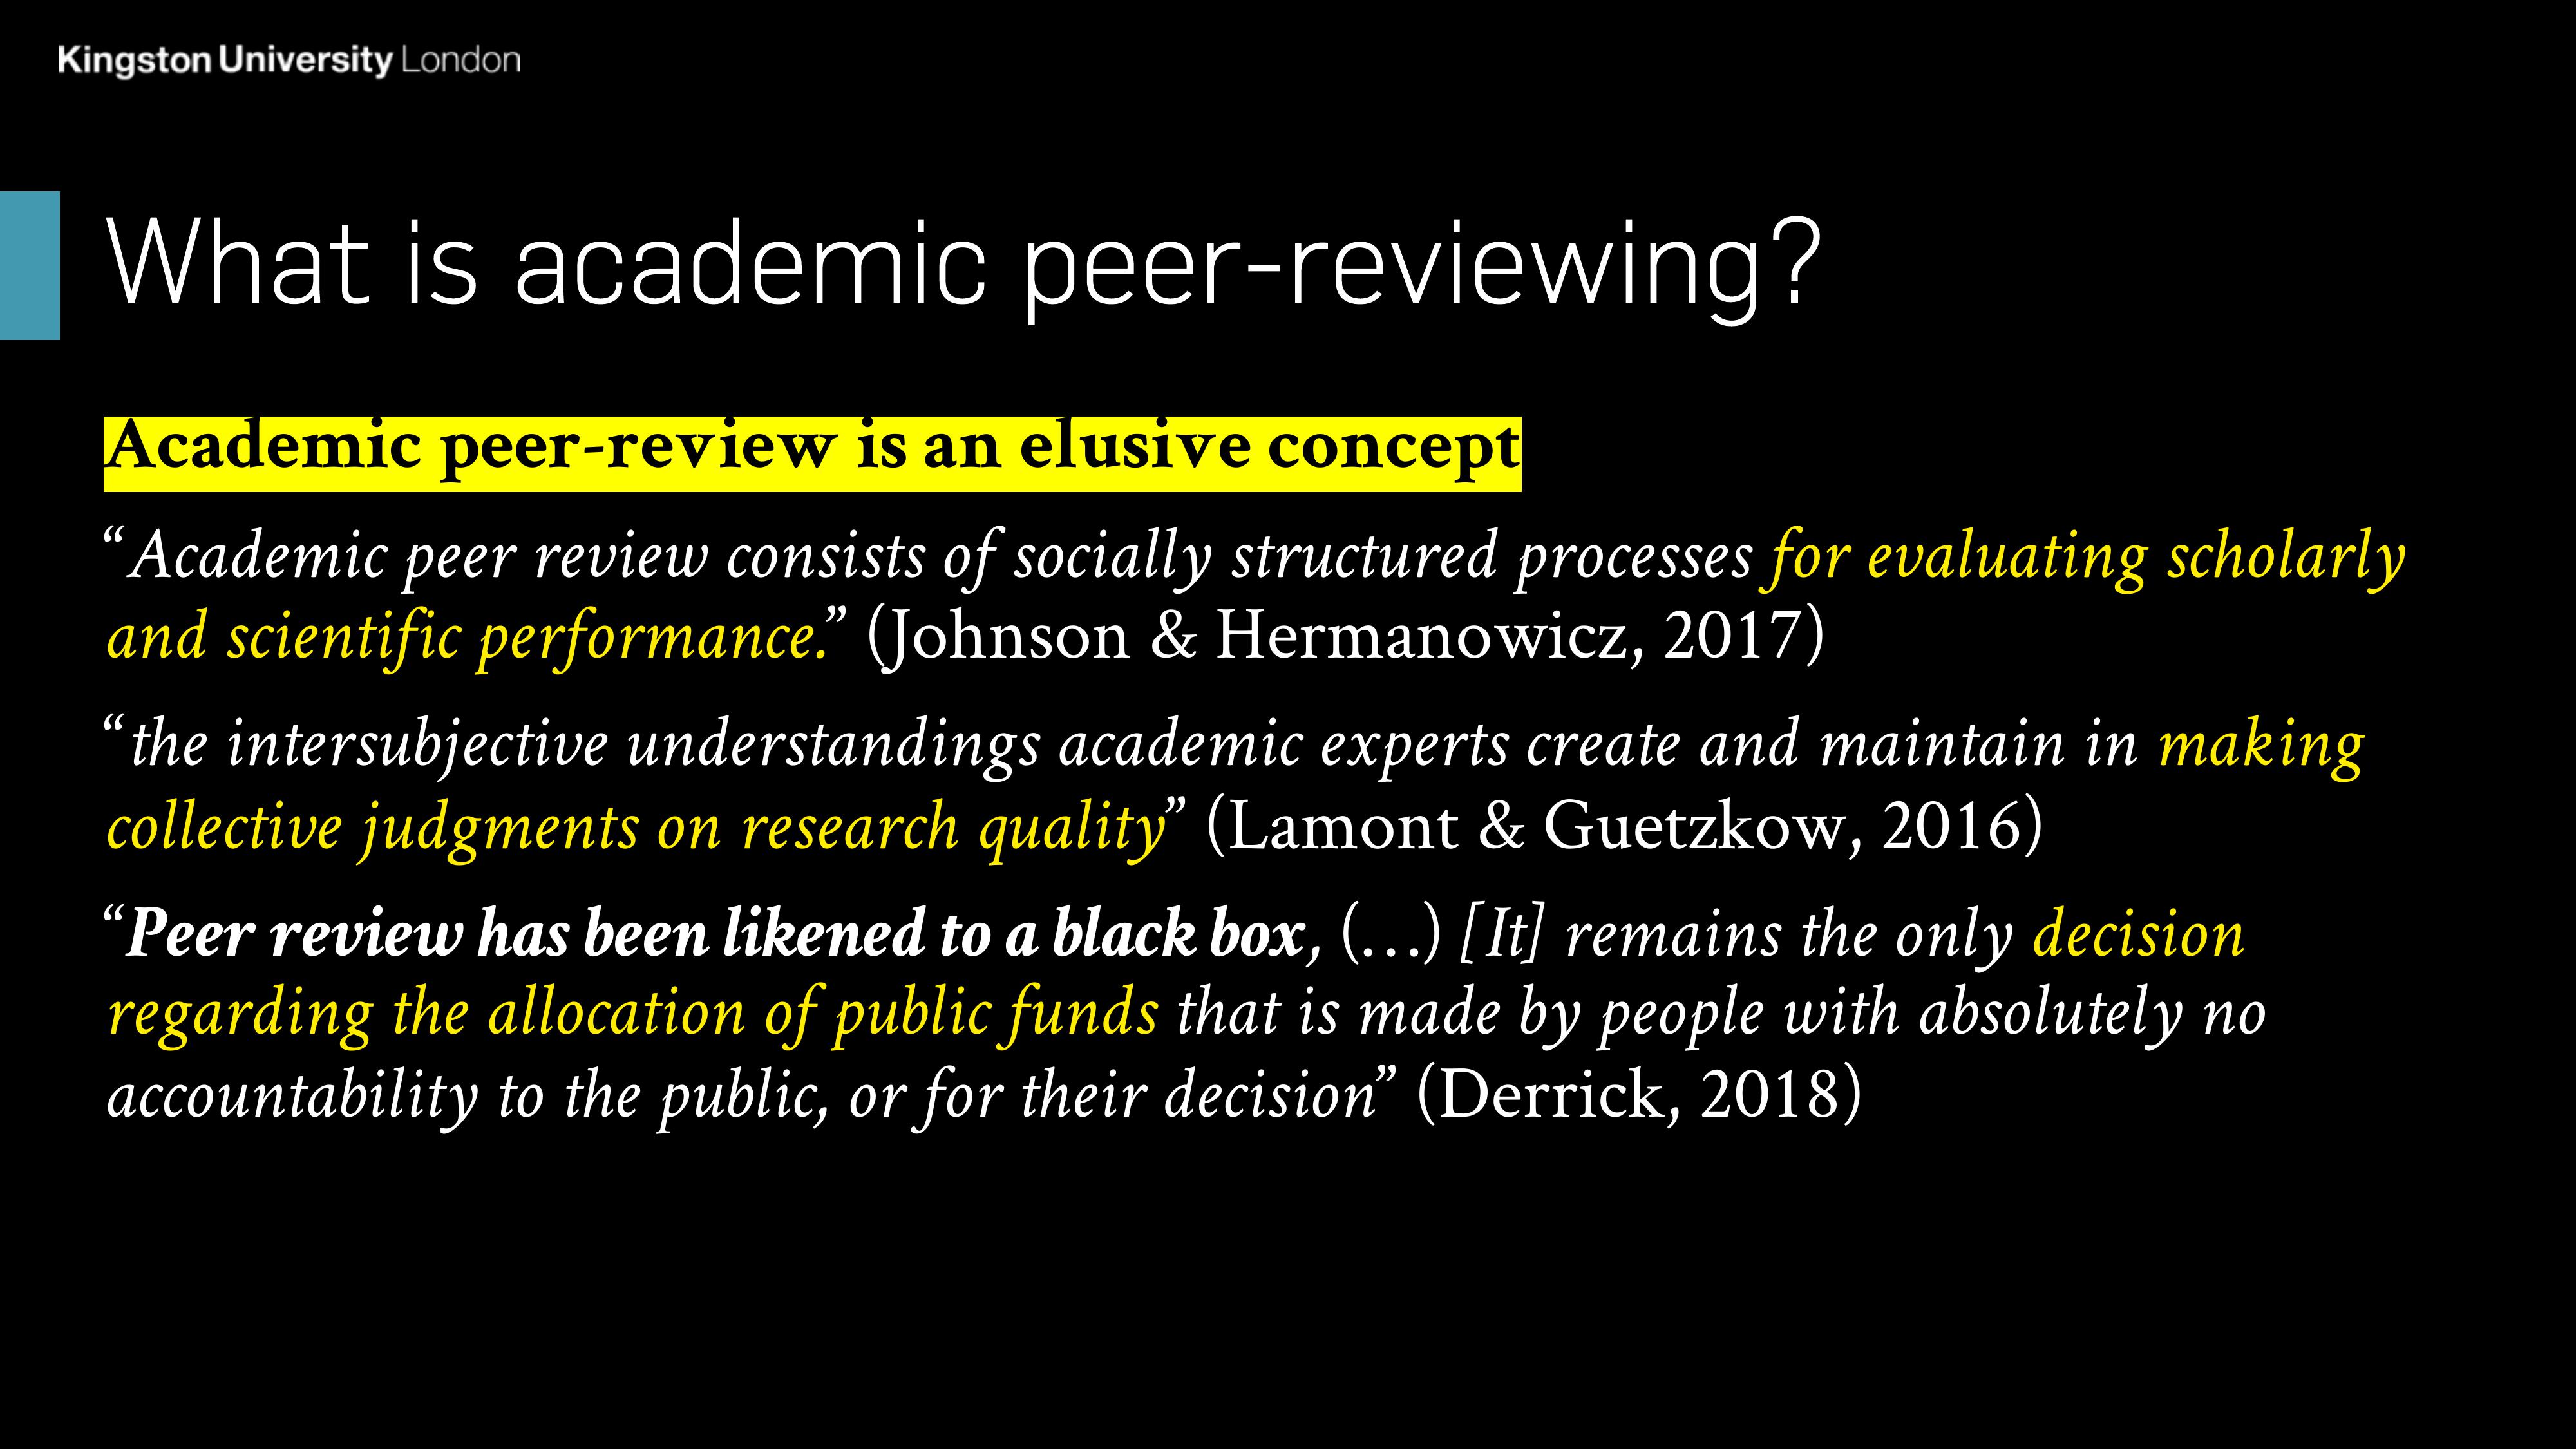 Kingston University London
What is academic peer-reviewing?
Academic peer-review is an elusive concept
“Academic peer review consists of socially structured processes for evaluating scholarly
and scientific performance.” (Johnson & Hermanowicz, 2017)
“the intersubjective understandings academic experts create and maintain in making
collective judgments on research quality” (Lamont & Guetzkow, 2016)
“Peer review has been likened to a black box, (…) [It] remains the only decision
regarding the allocation of public funds that is made by people with absolutely no
accountability to the public, or for their decision” (Derrick, 2018)